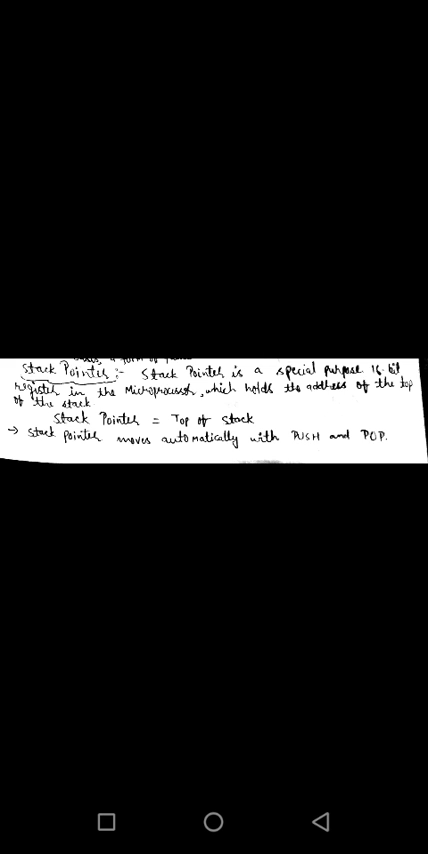 Stack Pointer :- Stack Pointer is a special purpose 16-bit
register in the Microprocessor, which holds the address of the top
of the stack
Stack Pointer = Top of stack
→ Stack pointer moves automatically with PUSH and POP.